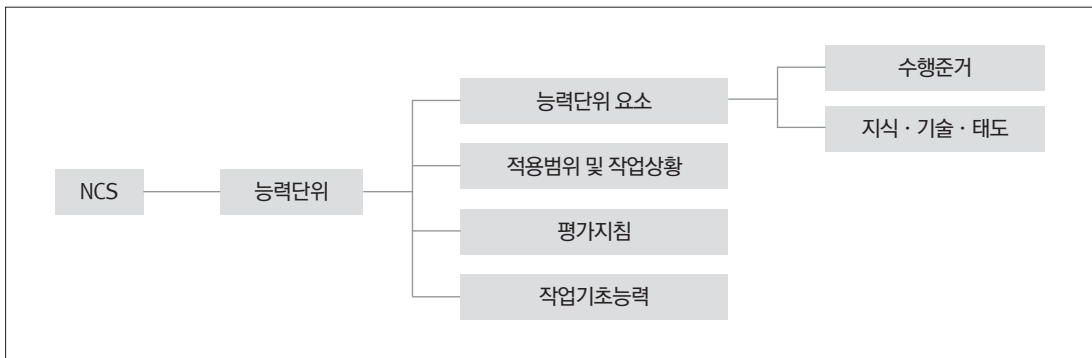 NCS
능력단위
능력단위 요소
적용범위 및 작업상황
평가지침
작업기초능력
수행준거
지식 · 기술 · 태도